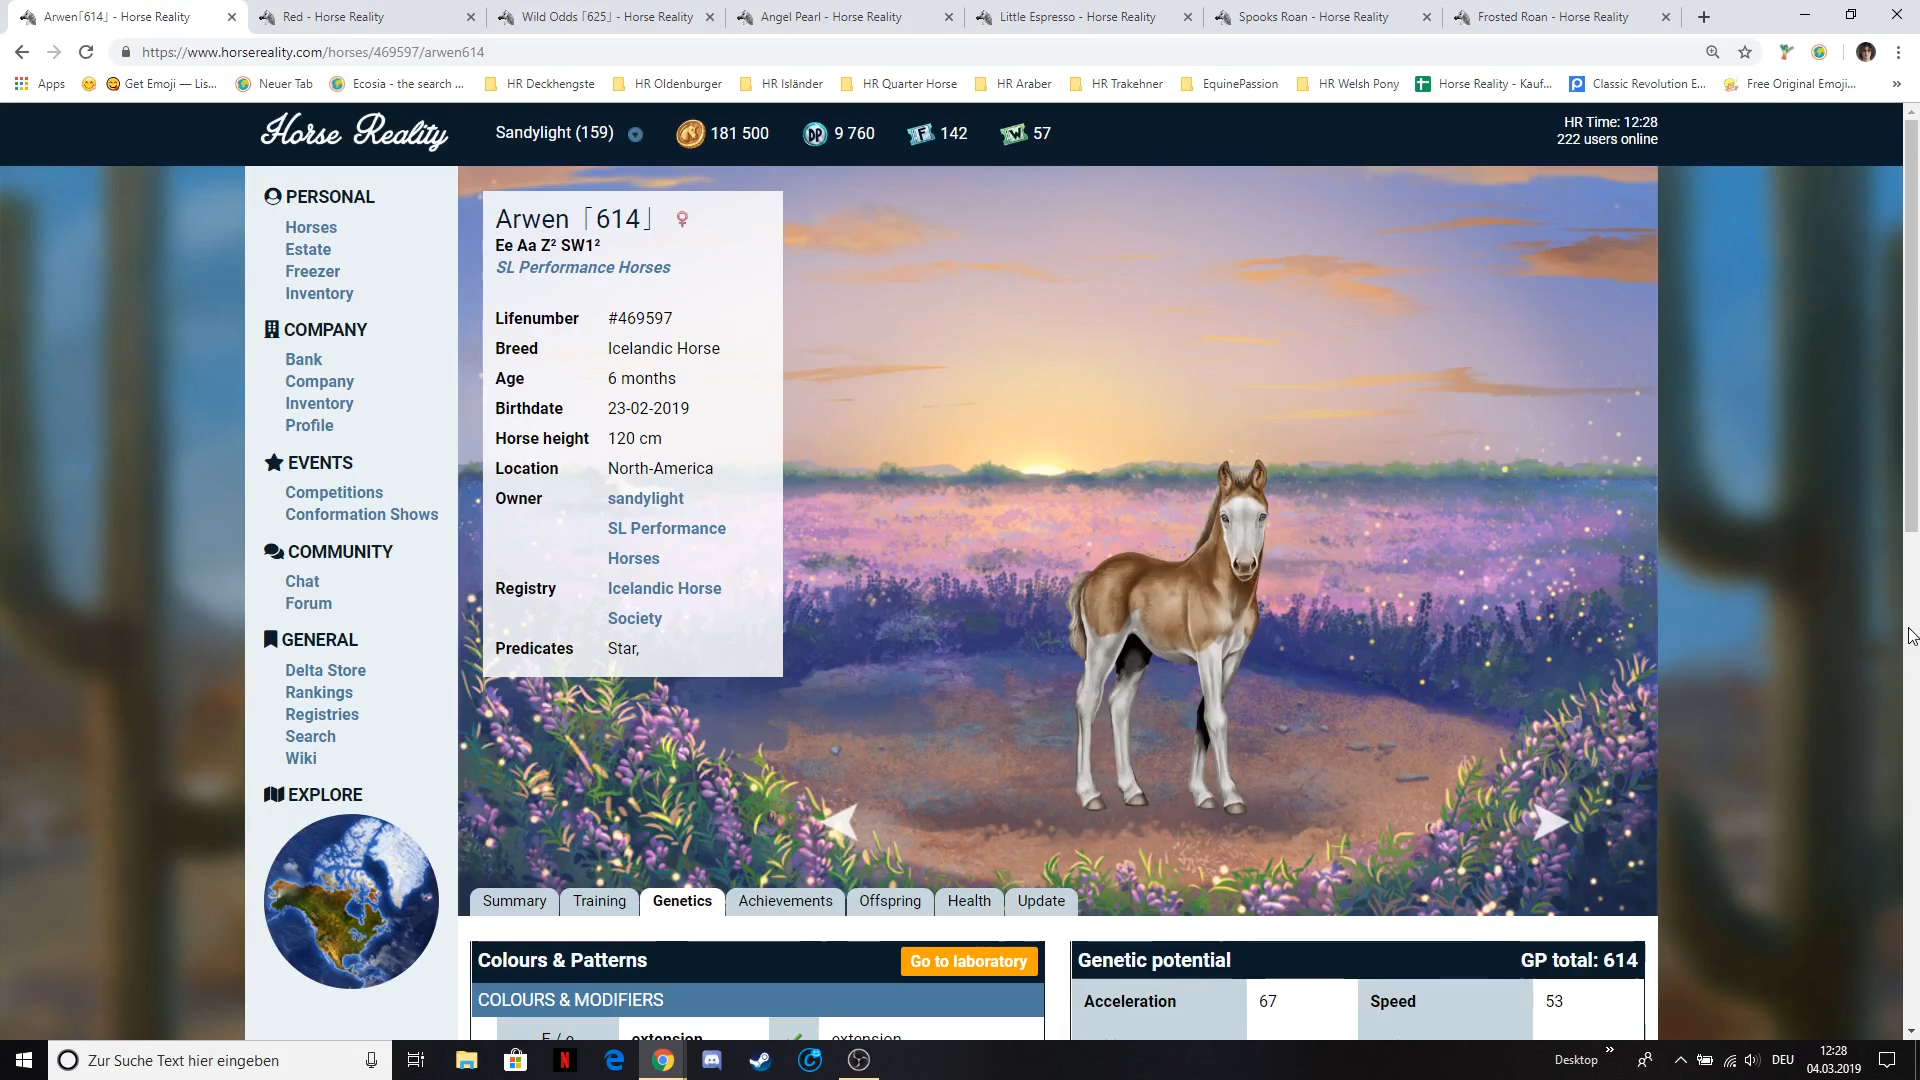 Arwen「614」 - Horse Reality
Red - Horse Reality
Wild Odds「625」 - Horse Reality
Angel Pearl - Horse Reality
Little Espresso - Horse Reality
Spooks Roan - Horse Reality
Frosted Roan - Horse Reality
https://www.horsereality.com/horses/469597/arwen614
Apps
Get Emoji — Lis...
Neuer Tab
Ecosia - the search ...
HR Deckhengste
HR Oldenburger
HR Isländer
HR Quarter Horse
HR Araber
HR Trakehner
EquinePassion
HR Welsh Pony
Horse Reality - Kauf...
Classic Revolution E...
Free Original Emoji...
Horse Reality
Sandylight (159)
181 500
DP 9 760
F 142
W 57
HR Time: 12:28
222 users online
PERSONAL
Horses
Estate
Freezer
Inventory
COMPANY
Bank
Company
Inventory
Profile
EVENTS
Competitions
Conformation Shows
COMMUNITY
Chat
Forum
GENERAL
Delta Store
Rankings
Registries
Search
Wiki
EXPLORE
Arwen「614」 ♀
Ee Aa Z² SW1²
SL Performance Horses
Lifenumber #469597
Breed Icelandic Horse
Age 6 months
Birthdate 23-02-2019
Horse height 120 cm
Location North-America
Owner sandylight
SL Performance
Horses
Registry Icelandic Horse
Society
Predicates Star,
Summary
Training
Genetics
Achievements
Offspring
Health
Update
Colours & Patterns
Go to laboratory
COLOURS & MODIFIERS
E / e extension extension
Genetic potential GP total: 614
Acceleration 67 Speed 53
Zur Suche Text hier eingeben
Desktop
DEU
12:28
04.03.2019